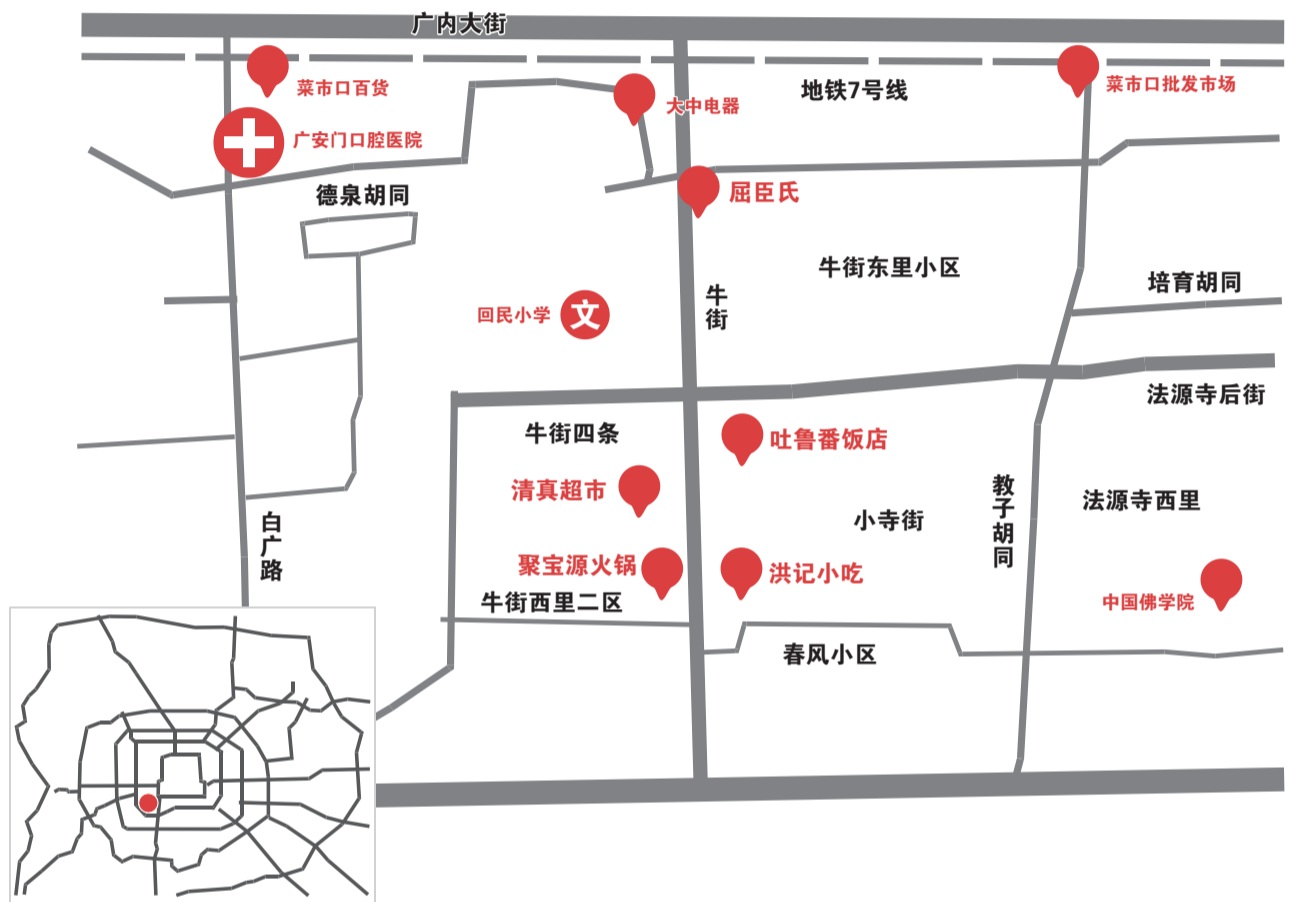 广内大街
菜市口百货
大中电器
地铁7号线
菜市口批发市场
广安门口腔医院
德泉胡同
屈臣氏
牛街东里小区
培育胡同
牛街
回民小学
文
法源寺后街
牛街四条
吐鲁番饭店
清真超市
小寺街
教子胡同
法源寺西里
白广路
聚宝源火锅
洪记小吃
牛街西里二区
中国佛学院
春风小区